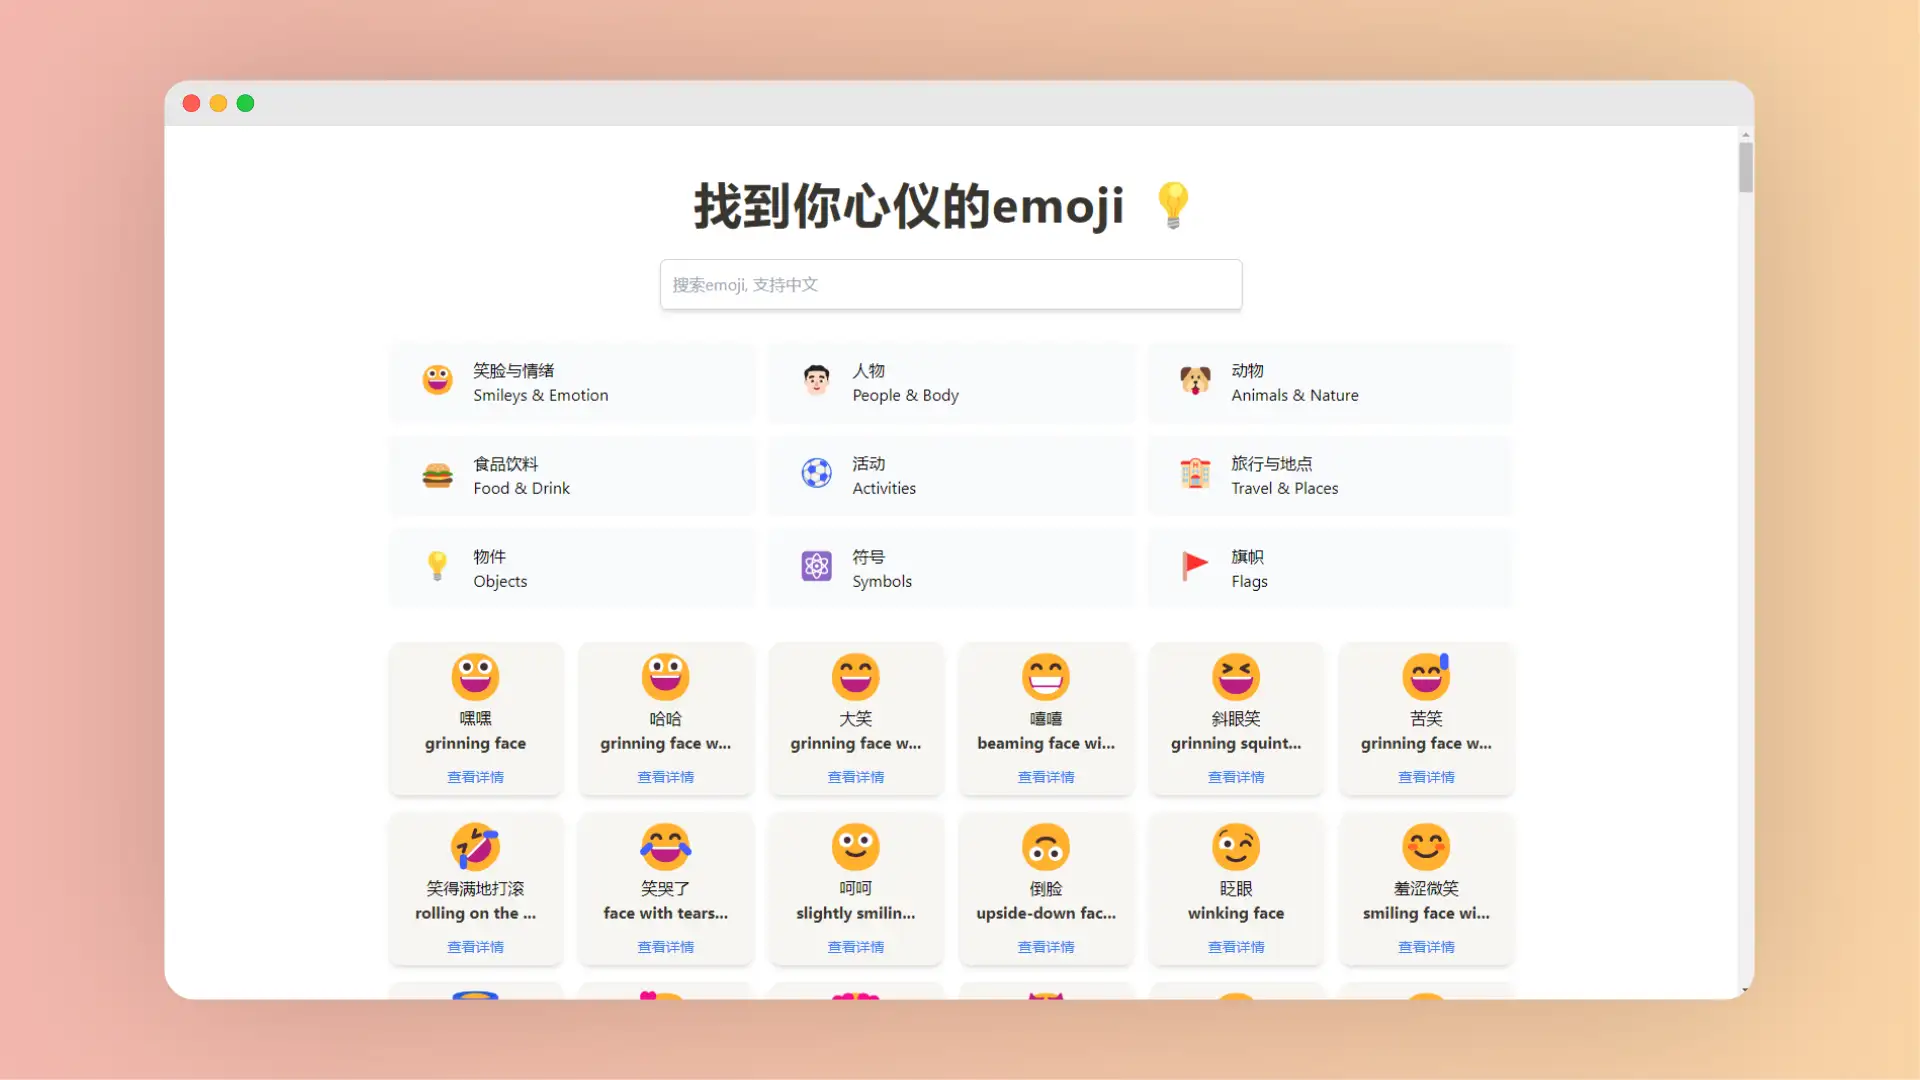 找到你心仪的emoji
搜索emoji, 支持中文
笑脸与情绪
Smileys & Emotion
人物
People & Body
动物
Animals & Nature
食品饮料
Food & Drink
活动
Activities
旅行与地点
Travel & Places
物件
Objects
符号
Symbols
旗帜
Flags
嘿嘿
grinning face
查看详情
哈哈
grinning face w...
查看详情
大笑
grinning face w...
查看详情
嘻嘻
beaming face wi...
查看详情
斜眼笑
grinning squint...
查看详情
苦笑
grinning face w...
查看详情
笑得满地打滚
rolling on the ...
查看详情
笑哭了
face with tears...
查看详情
呵呵
slightly smilin...
查看详情
倒脸
upside-down fac...
查看详情
眨眼
winking face
查看详情
羞涩微笑
smiling face wi...
查看详情